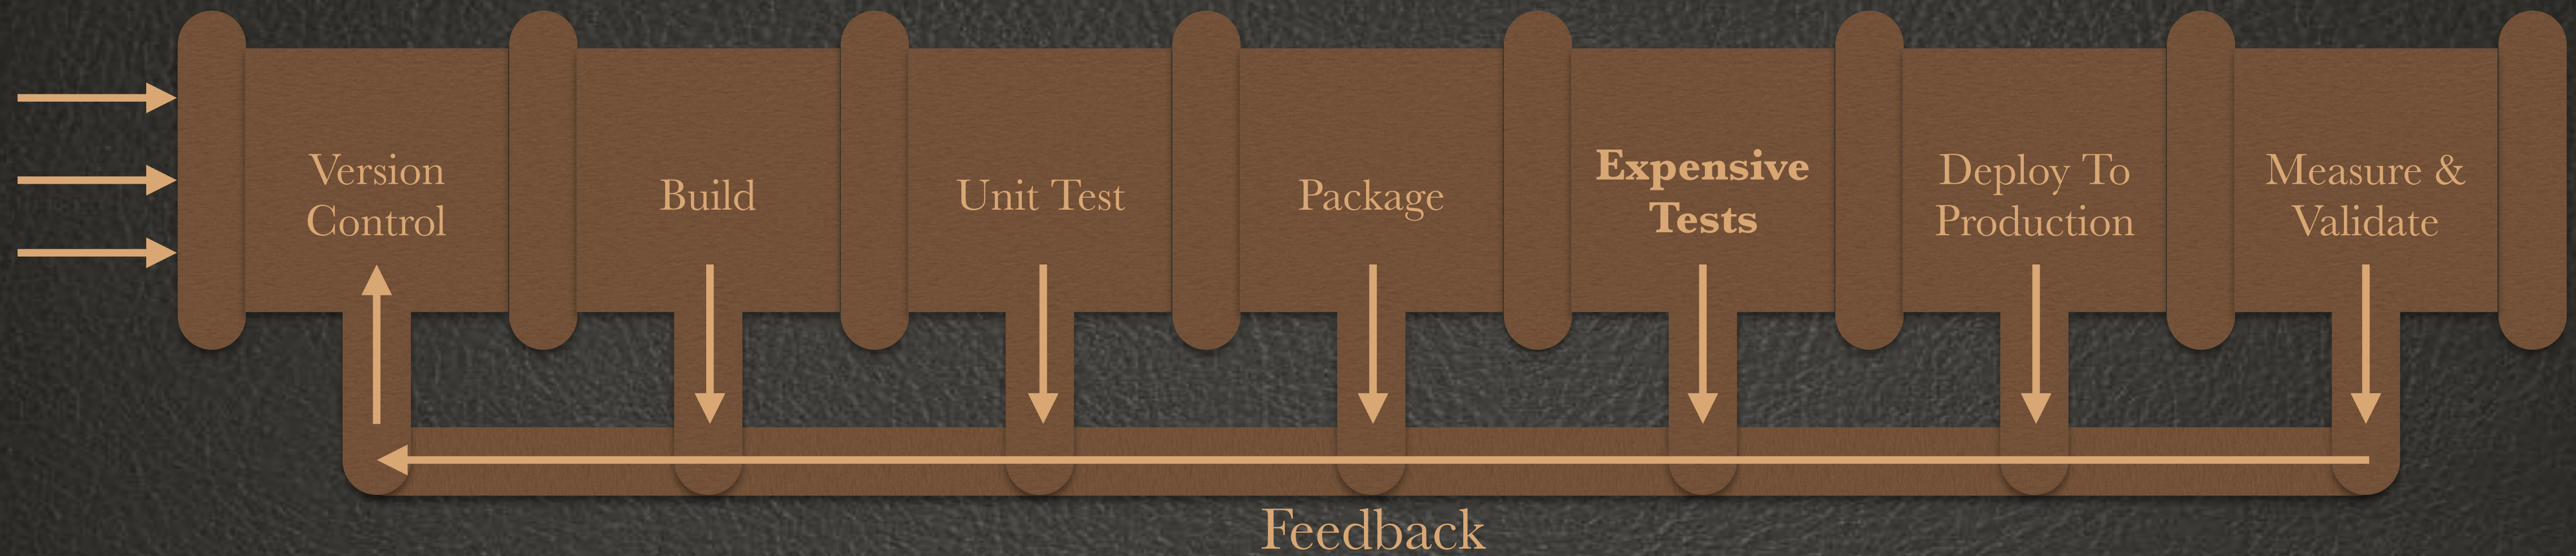 Version
Control
Build
Unit Test
Package
Expensive
Tests
Deploy To
Production
Measure &
Validate
Feedback